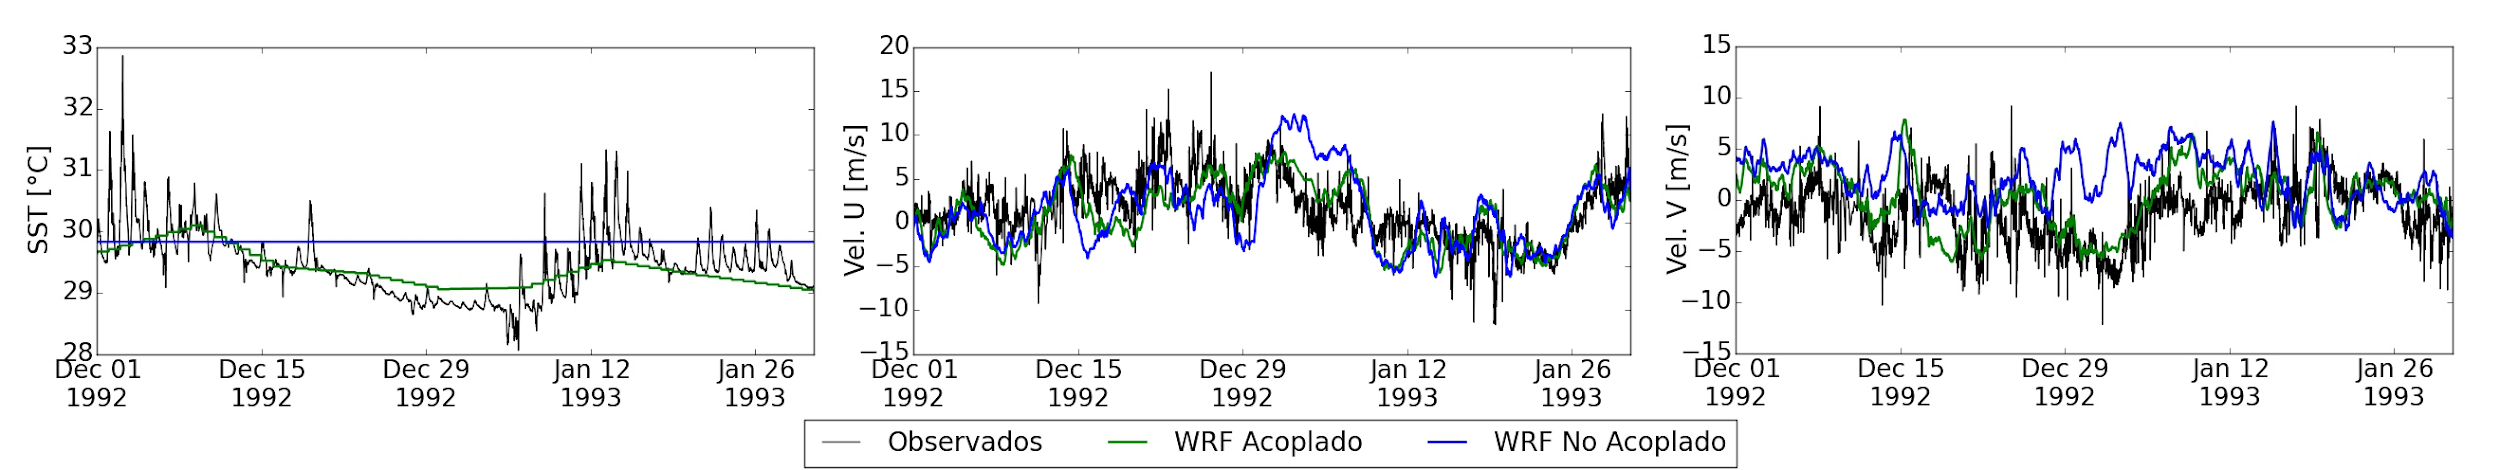 SST [°C]
33
32
31
30
29
28
Dec 01 Dec 15 Dec 29 Jan 12 Jan 26
1992 1992 1992 1993 1993
Vel. U [m/s]
20
15
10
5
0
−5
−10
−15
Dec 01 Dec 15 Dec 29 Jan 12 Jan 26
1992 1992 1992 1993 1993
Vel. V [m/s]
15
10
5
0
−5
−10
−15
Dec 01 Dec 15 Dec 29 Jan 12 Jan 26
1992 1992 1992 1993 1993
Observados WRF Acoplado WRF No Acoplado